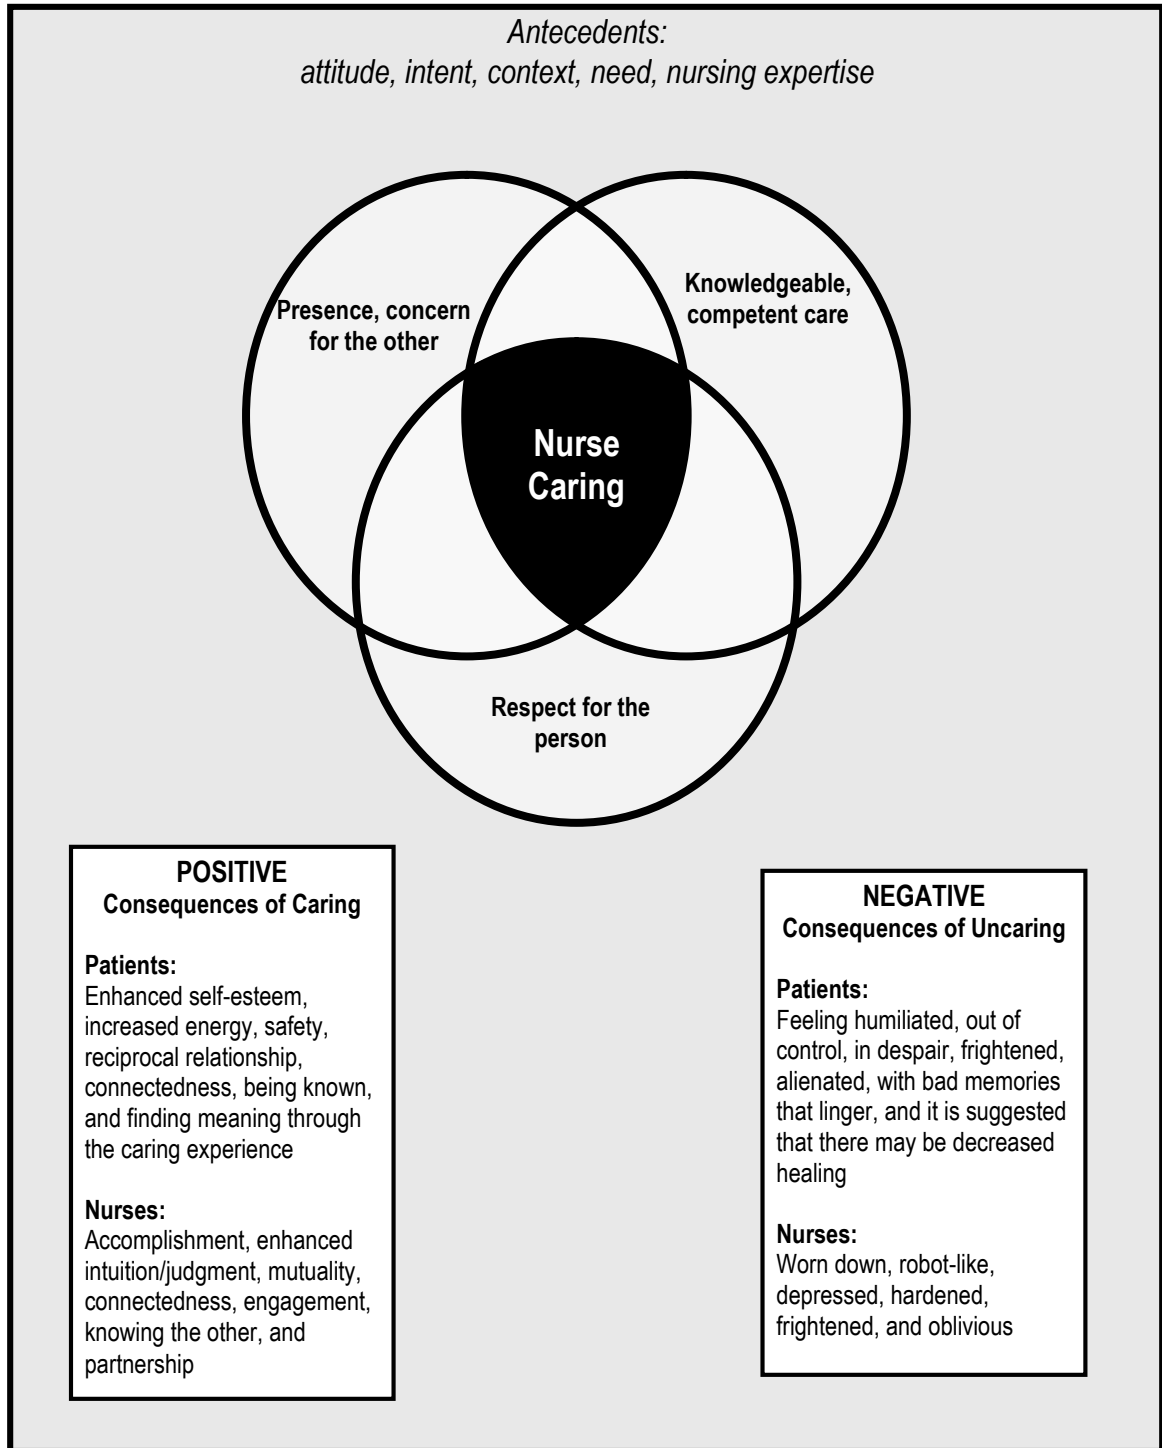 Antecedents:
attitude, intent, context, need, nursing expertise
Presence, concern
for the other
Knowledgeable,
competent care
Nurse
Caring
Respect for the
person
POSITIVE
Consequences of Caring
Patients:
Enhanced self-esteem,
increased energy, safety,
reciprocal relationship,
connectedness, being known,
and finding meaning through
the caring experience
Nurses:
Accomplishment, enhanced
intuition/judgment, mutuality,
connectedness, engagement,
knowing the other, and
partnership
NEGATIVE
Consequences of Uncaring
Patients:
Feeling humiliated, out of
control, in despair, frightened,
alienated, with bad memories
that linger, and it is suggested
that there may be decreased
healing
Nurses:
Worn down, robot-like,
depressed, hardened,
frightened, and oblivious